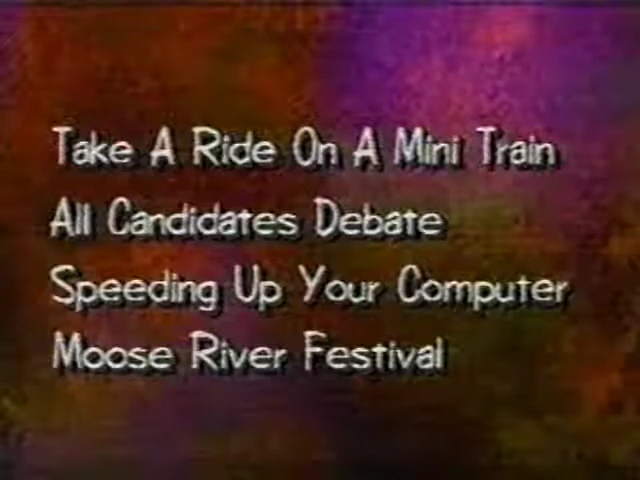 Take A Ride On A Mini Train
All Candidates Debate
Speeding Up Your Computer
Moose River Festival